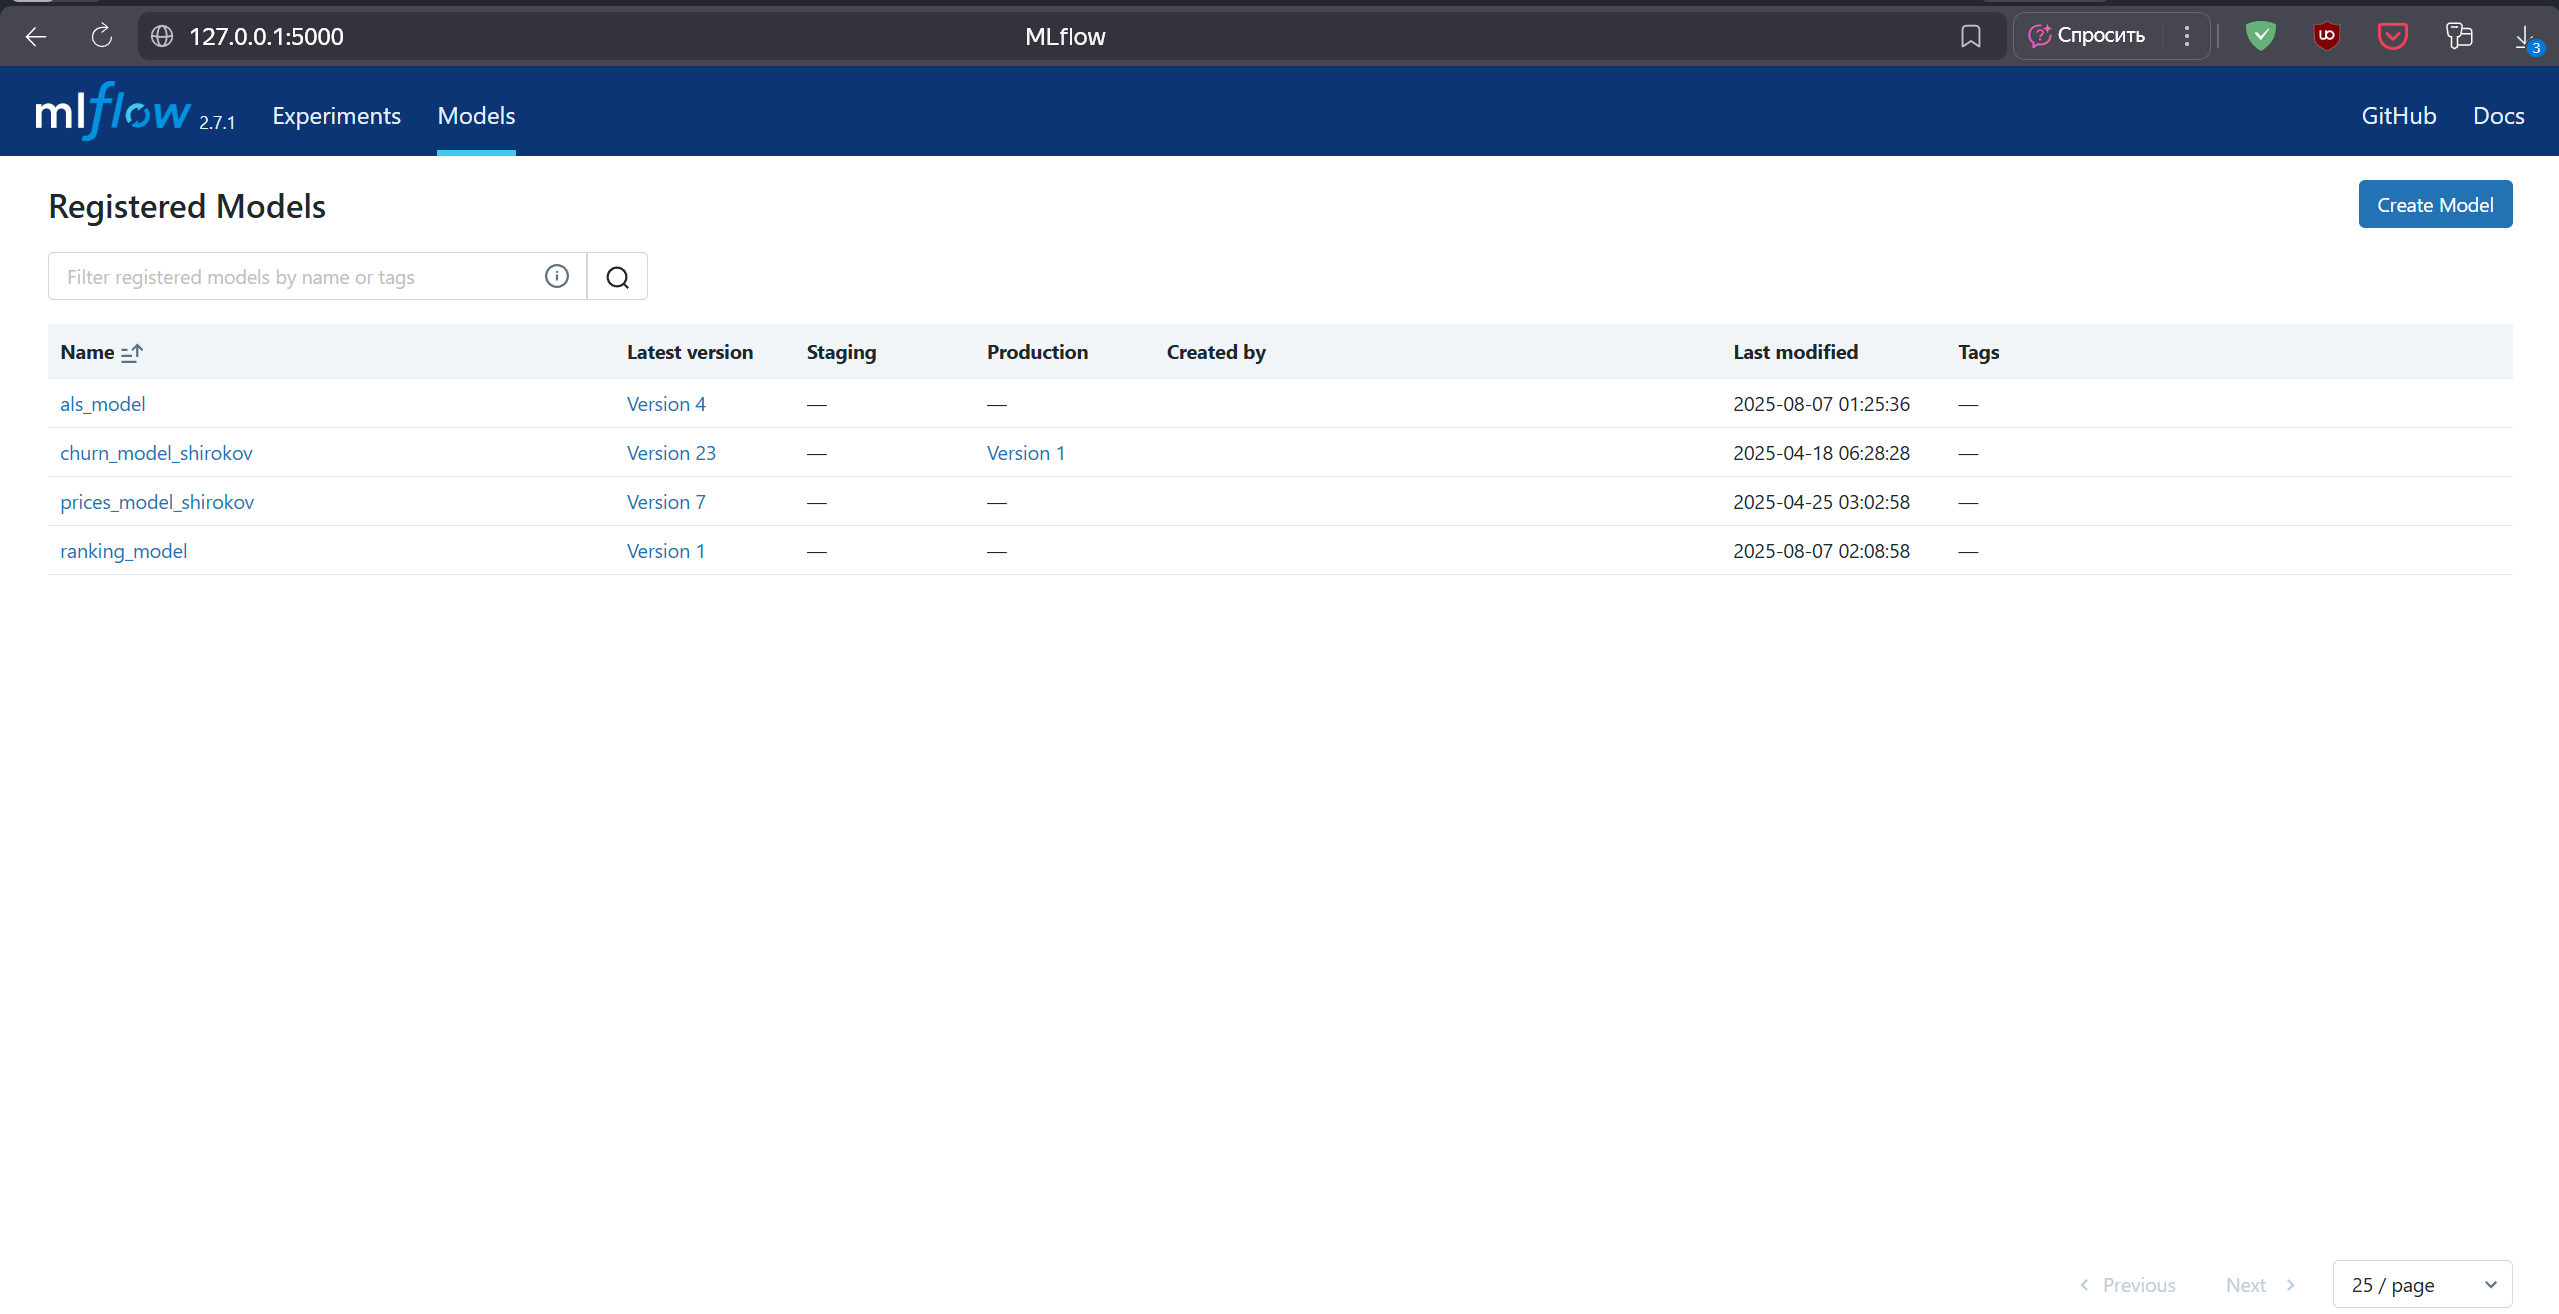 127.0.0.1:5000 MLflow Спросить 3
mlflow 2.7.1 Experiments Models GitHub Docs
Registered Models Create Model
Filter registered models by name or tags
Name Latest version Staging Production Created by Last modified Tags
als_model Version 4 — — 2025-08-07 01:25:36 —
churn_model_shirokov Version 23 — Version 1 2025-04-18 06:28:28 —
prices_model_shirokov Version 7 — — 2025-04-25 03:02:58 —
ranking_model Version 1 — — 2025-08-07 02:08:58 —
Previous Next 25 / page